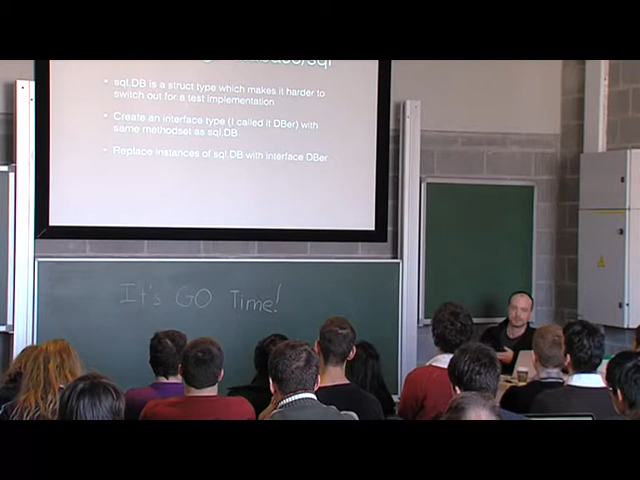 • sql.DB is a struct type which makes it harder to
switch out for a test implementation
• Create an interface type (I called it DBer) with
same methodset as sql.DB
• Replace instances of sql.DB with interface DBer
It's GO Time!